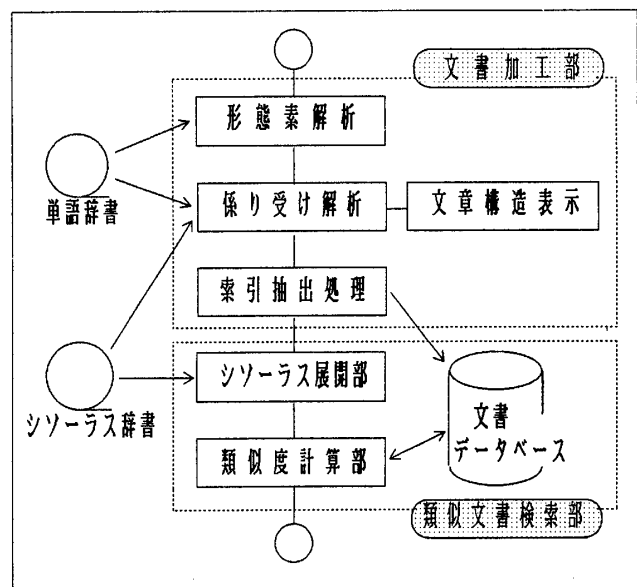 文書加工部
形態素解析
単語辞書
係り受け解析
文章構造表示
索引抽出処理
シソーラス展開部
シソーラス辞書
文書
データベース
類似度計算部
類似文書検索部